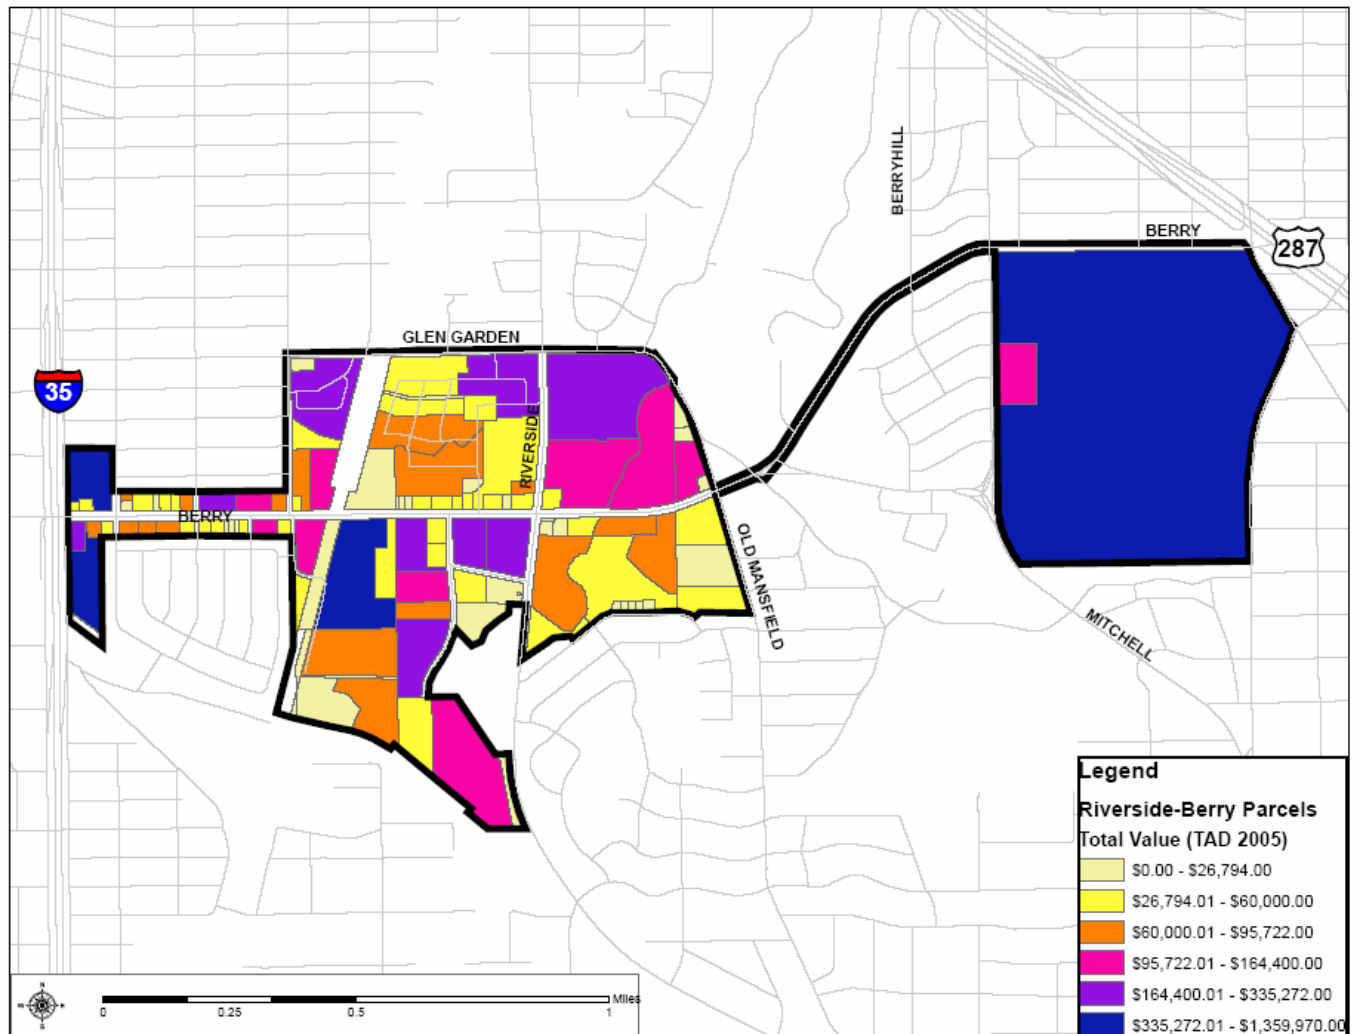 BERRYHILL
BERRY
287
GLEN GARDEN
35
RIVERSIDE
BERRY
OLD MANSFIELD
MITCHELL
Legend
Riverside-Berry Parcels
Total Value (TAD 2005)
$0.00 - $26,794.00
$26,794.01 - $60,000.00
$60,000.01 - $95,722.00
$95,722.01 - $164,400.00
$164,400.01 - $335,272.00
$335,272.01 - $1,359,970.00
N
W
E
S
Miles
0 0.25 0.5 1